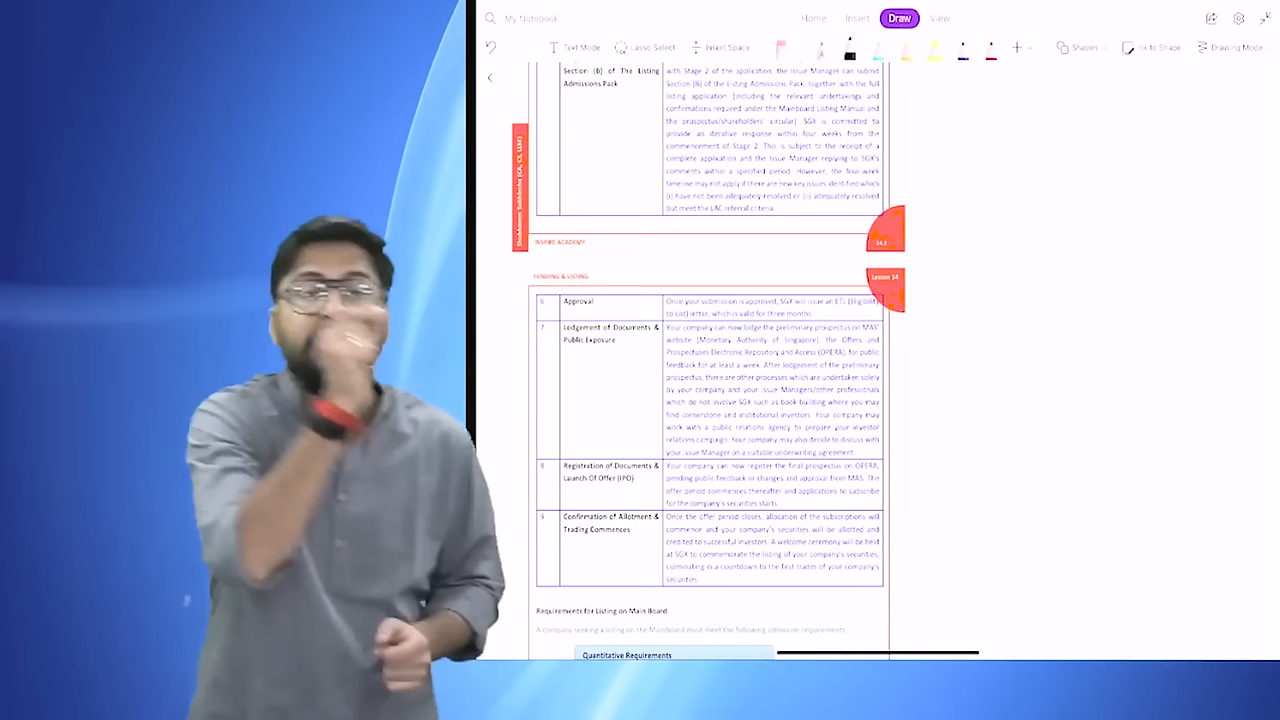 My Notebook
Home
Insert
Draw
View
Text Mode
Lasso Select
Insert Space
Shapes
Ink to Shape
Drawing Mode
Section (B) of The Listing
Admissions Pack
with Stage 2 of the application, the Issue Manager can submit
Section (B) of the Listing Admissions Pack, together with the full
listing application (including the relevant undertakings and
confirmations required under the Mainboard Listing Manual and
the prospectus/shareholders' circular). SGX is committed to
provide an iterative response within four weeks from the
commencement of Stage 2. This is subject to the receipt of a
complete application and the Issue Manager replying to SGX's
comments within a specified period. However, the four-week
timeline may not apply if there are new key issues identified which
(i) have not been adequately resolved or (ii) adequately resolved
but meet the LAC referral criteria.
INSPIRE ACADEMY
14.3
FUNDING & LISTING
Lesson 14
6
Approval
Once your submission is approved, SGX will issue an ETL (Eligibility
to List) letter, which is valid for three months.
7
Lodgement of Documents &
Public Exposure
Your company can now lodge the preliminary prospectus on MAS'
website (Monetary Authority of Singapore), the Offers and
Prospectuses Electronic Repository and Access (OPERA), for public
feedback for at least a week. After lodgement of the preliminary
prospectus, there are other processes which are undertaken solely
by your company and your Issue Managers/other professionals
which do not involve SGX such as book building where you may
find cornerstone and institutional investors. Your company may
work with a public relations agency to prepare your investor
relations campaign. Your company may also decide to discuss with
your Issue Manager on a suitable underwriting agreement.
8
Registration of Documents &
Launch Of Offer (IPO)
Your company can now register the final prospectus on OPERA,
pending public feedback or changes and approval from MAS. The
offer period commences thereafter and applications to subscribe
for the company's securities starts.
9
Confirmation of Allotment &
Trading Commences
Once the offer period closes, allocation of the subscriptions will
commence and your company's securities will be allotted and
credited to successful investors. A welcome ceremony will be held
at SGX to commemorate the listing of your company's securities,
culminating in a countdown to the first trades of your company's
securities.
Requirements for Listing on Main Board
A company seeking a listing on the Mainboard must meet the following admission requirements:
Quantitative Requirements